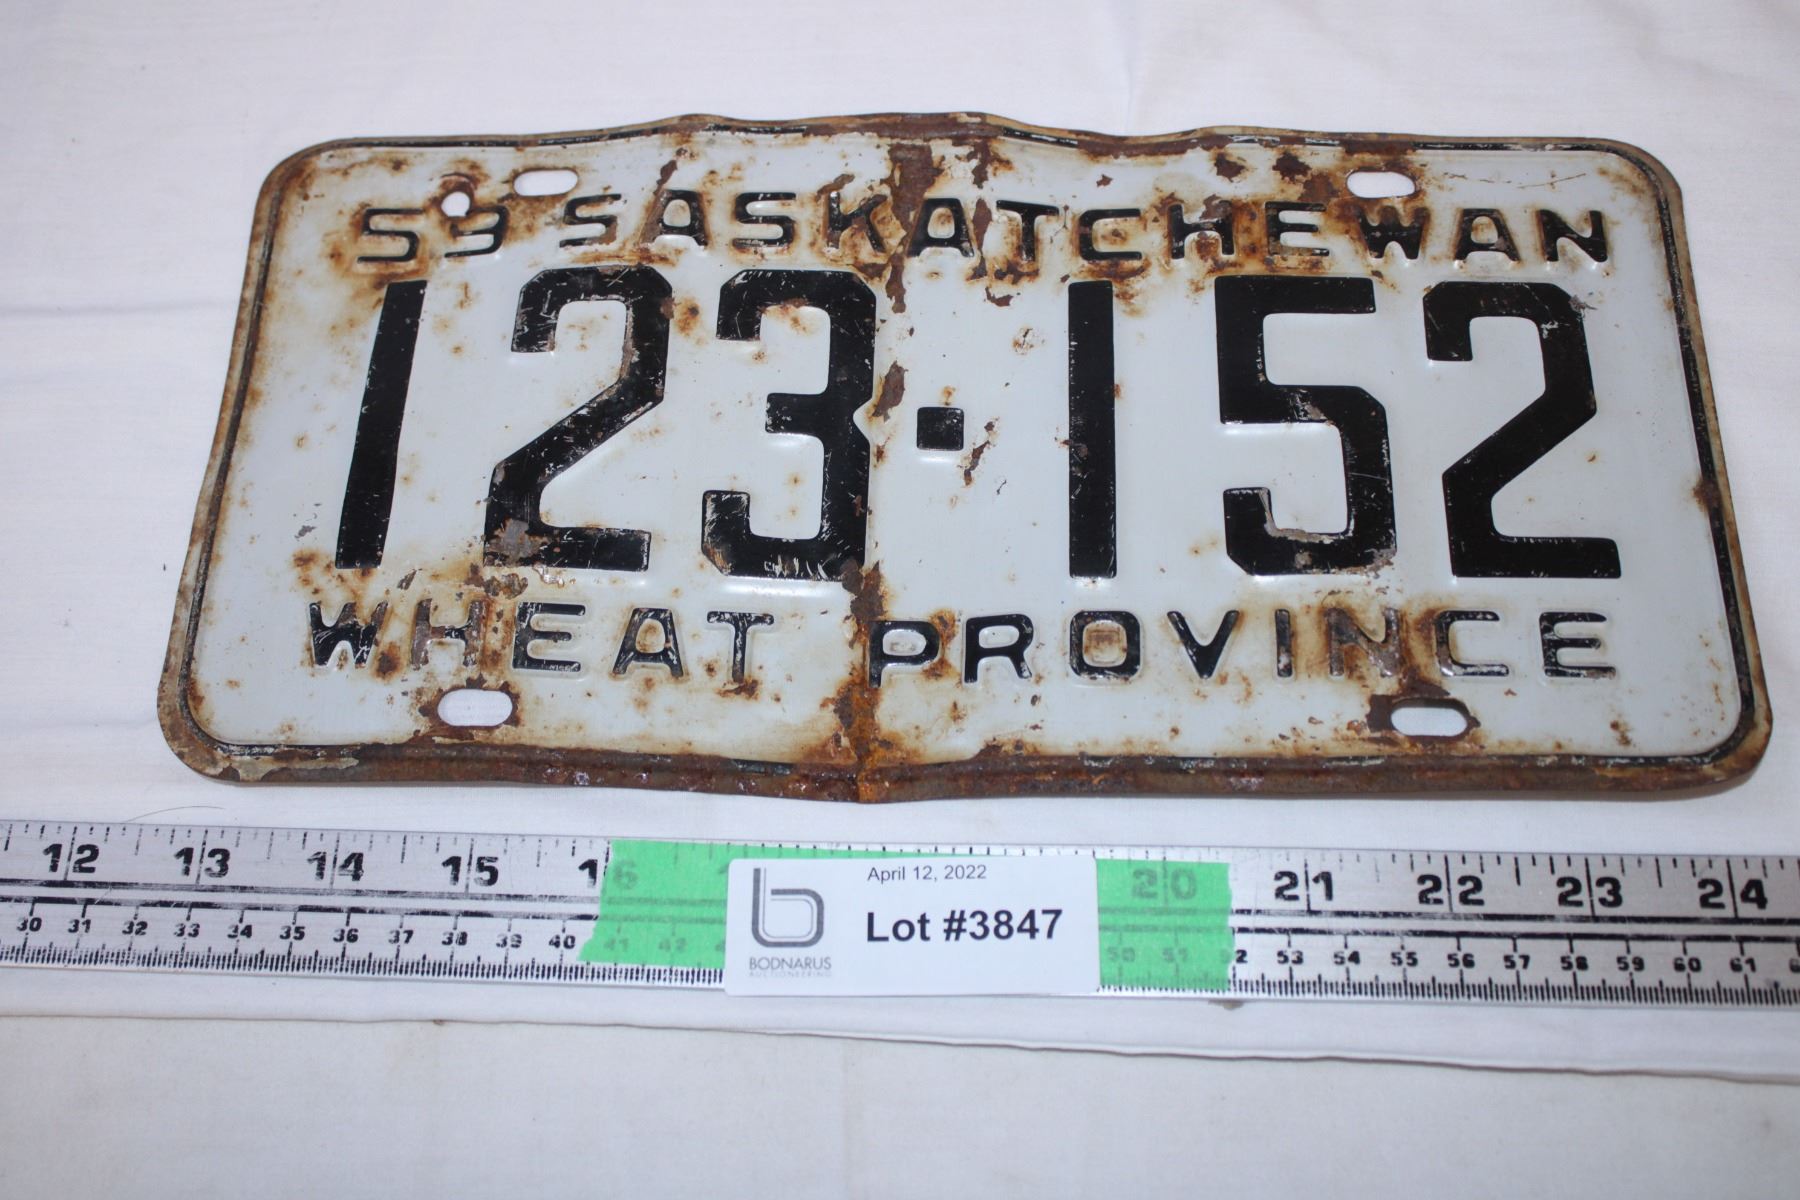 59 SASKATCHEWAN
123·152
WHEAT PROVINCE
12 13 14 15 16 20 21 22 23 24
30 31 32 33 34 35 36 37 38 39 40 41 42 50 51 52 53 54 55 56 57 58 59 60 61
April 12, 2022
Lot #3847
BODNARUS
AUCTIONEERING